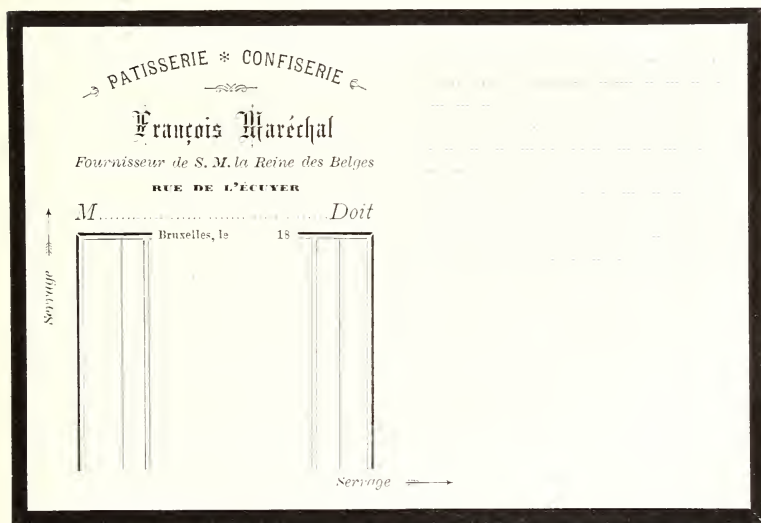 PATISSERIE * CONFISERIE
François Maréchal
Fournisseur de S. M. la Reine des Belges
RUE DE L'ÉCUYER
M........................................Doit
Bruxelles, le 18
Serrage
Serrage